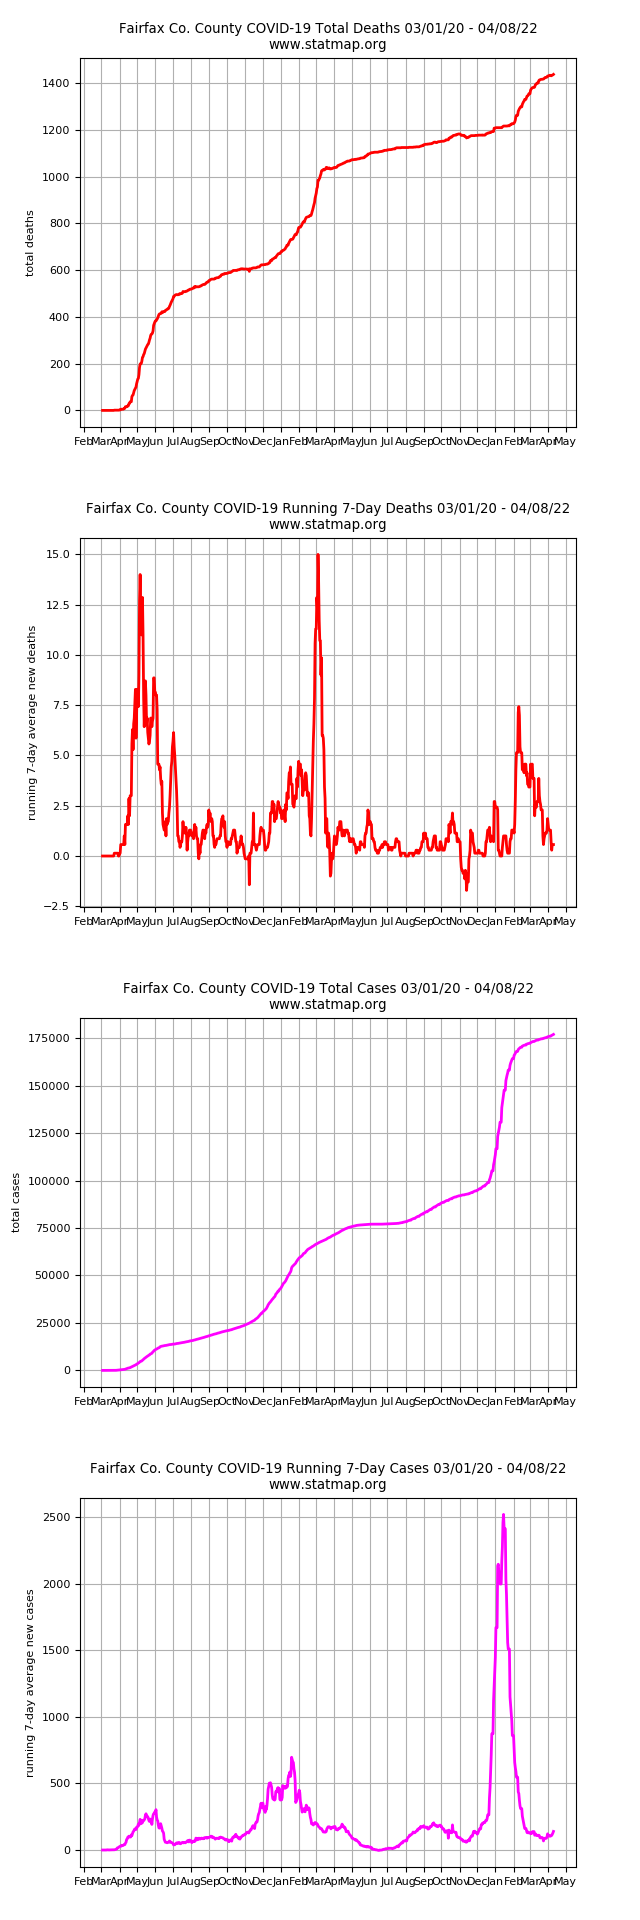 Fairfax Co. County COVID-19 Total Deaths 03/01/20 - 04/08/22
www.statmap.org
total deaths
1400
1200
1000
800
600
400
200
0
Feb Mar Apr May Jun Jul Aug Sep Oct Nov Dec Jan Feb Mar Apr May Jun Jul Aug Sep Oct Nov Dec Jan Feb Mar Apr May
Fairfax Co. County COVID-19 Running 7-Day Deaths 03/01/20 - 04/08/22
www.statmap.org
running 7-day average new deaths
15.0
12.5
10.0
7.5
5.0
2.5
0.0
−2.5
Feb Mar Apr May Jun Jul Aug Sep Oct Nov Dec Jan Feb Mar Apr May Jun Jul Aug Sep Oct Nov Dec Jan Feb Mar Apr May
Fairfax Co. County COVID-19 Total Cases 03/01/20 - 04/08/22
www.statmap.org
total cases
175000
150000
125000
100000
75000
50000
25000
0
Feb Mar Apr May Jun Jul Aug Sep Oct Nov Dec Jan Feb Mar Apr May Jun Jul Aug Sep Oct Nov Dec Jan Feb Mar Apr May
Fairfax Co. County COVID-19 Running 7-Day Cases 03/01/20 - 04/08/22
www.statmap.org
running 7-day average new cases
2500
2000
1500
1000
500
0
Feb Mar Apr May Jun Jul Aug Sep Oct Nov Dec Jan Feb Mar Apr May Jun Jul Aug Sep Oct Nov Dec Jan Feb Mar Apr May